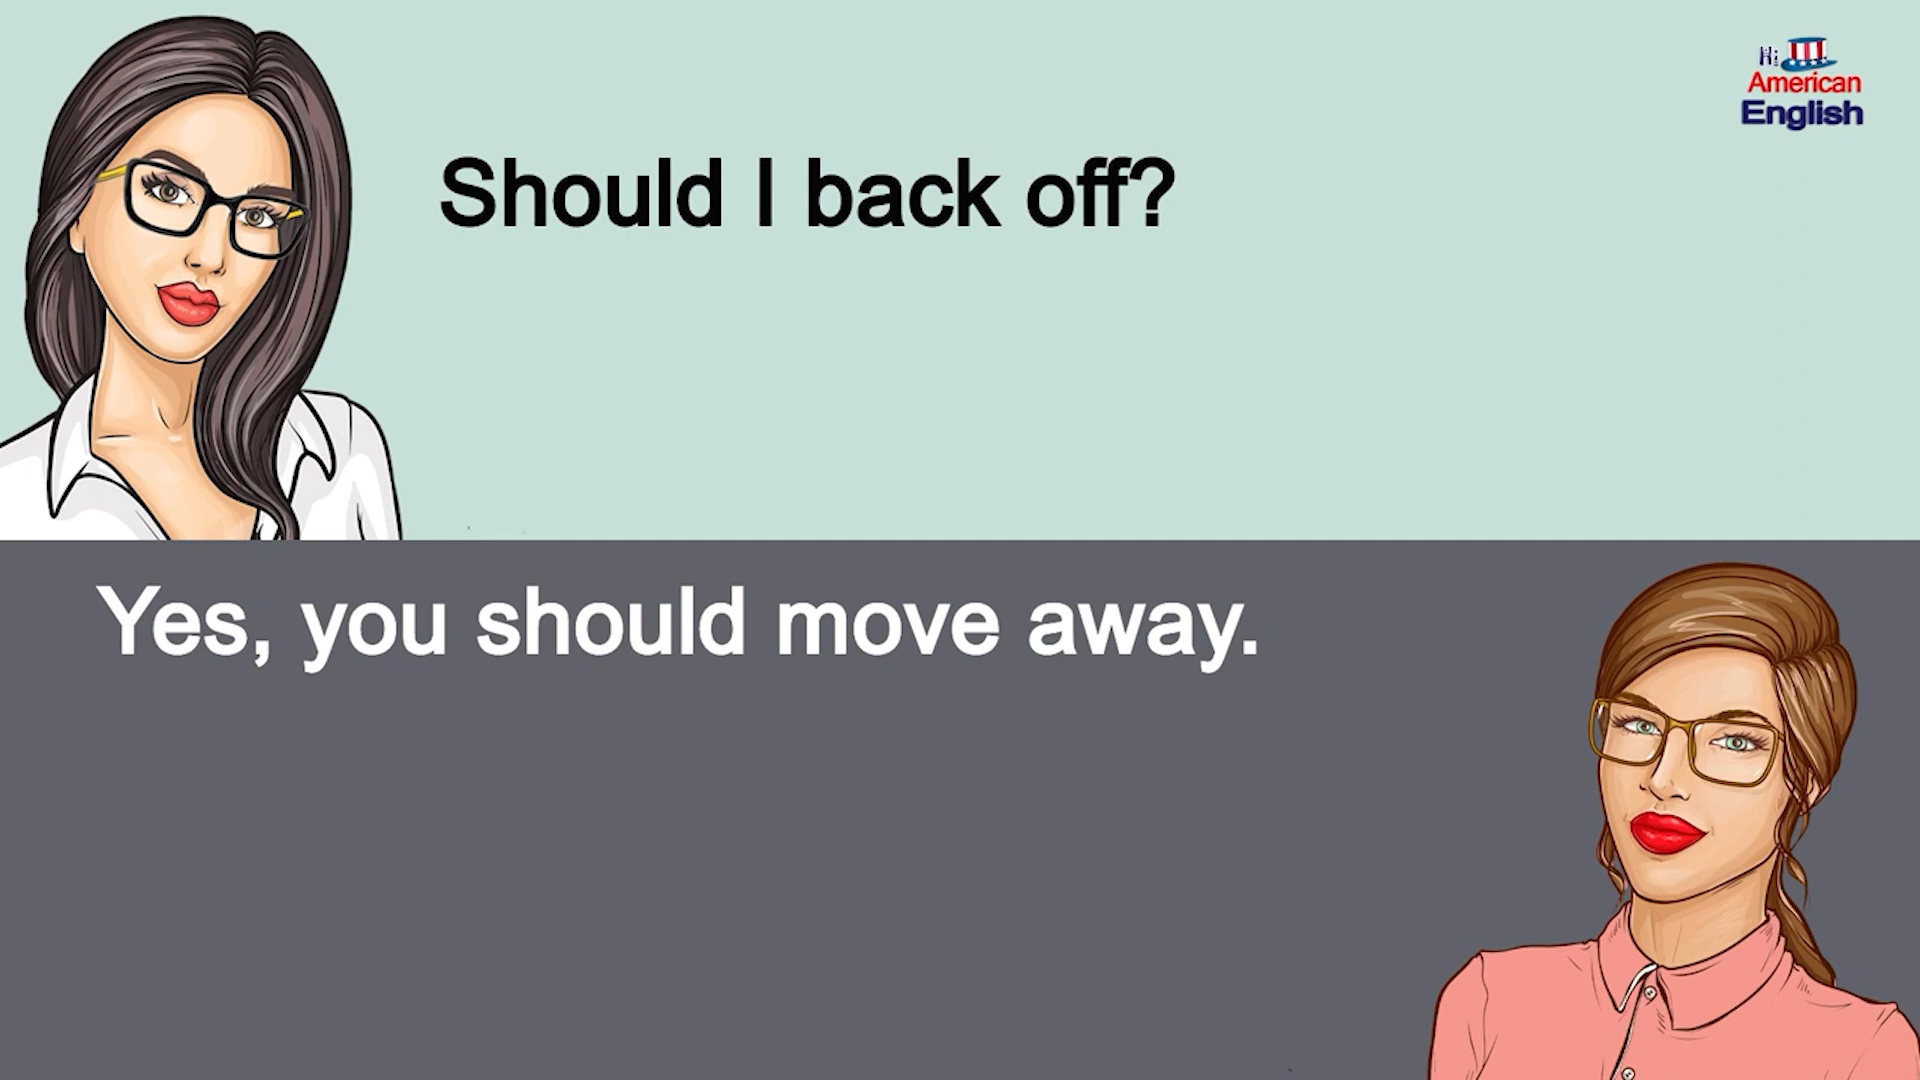 Hi
American
English
Should I back off?
Yes, you should move away.